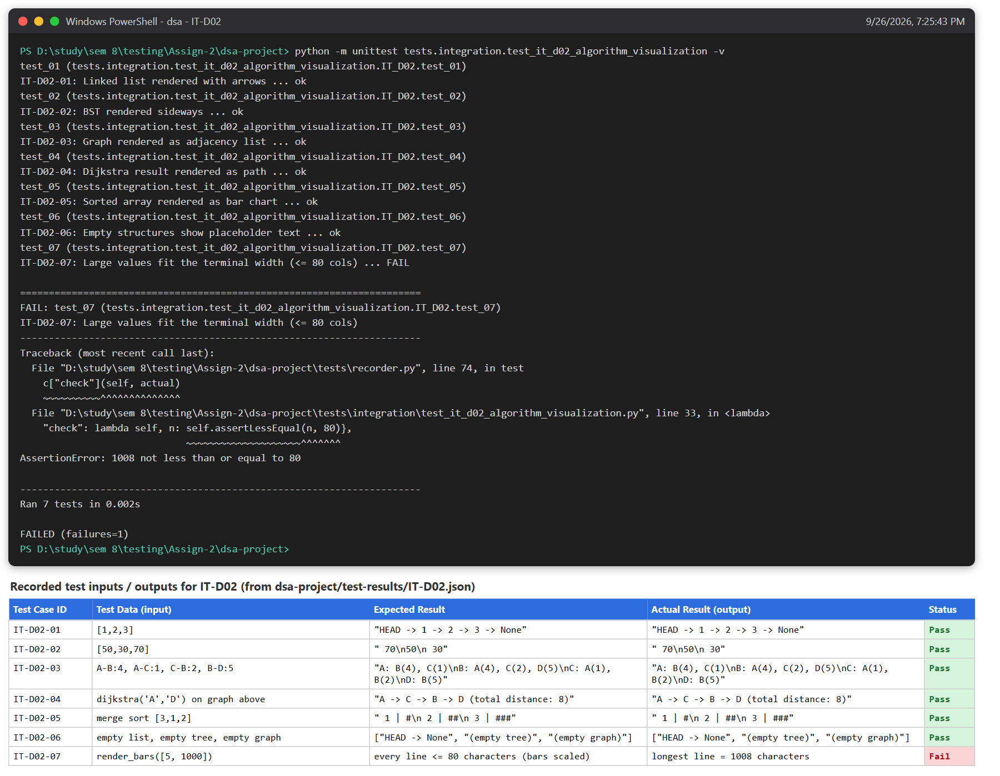 Windows PowerShell - dsa - IT-D02
9/26/2026, 7:25:43 PM
PS D:\study\sem 8\testing\Assign-2\dsa-project> python -m unittest tests.integration.test_it_d02_algorithm_visualization -v
test_01 (tests.integration.test_it_d02_algorithm_visualization.IT_D02.test_01)
IT-D02-01: Linked list rendered with arrows ... ok
test_02 (tests.integration.test_it_d02_algorithm_visualization.IT_D02.test_02)
IT-D02-02: BST rendered sideways ... ok
test_03 (tests.integration.test_it_d02_algorithm_visualization.IT_D02.test_03)
IT-D02-03: Graph rendered as adjacency list ... ok
test_04 (tests.integration.test_it_d02_algorithm_visualization.IT_D02.test_04)
IT-D02-04: Dijkstra result rendered as path ... ok
test_05 (tests.integration.test_it_d02_algorithm_visualization.IT_D02.test_05)
IT-D02-05: Sorted array rendered as bar chart ... ok
test_06 (tests.integration.test_it_d02_algorithm_visualization.IT_D02.test_06)
IT-D02-06: Empty structures show placeholder text ... ok
test_07 (tests.integration.test_it_d02_algorithm_visualization.IT_D02.test_07)
IT-D02-07: Large values fit the terminal width (<= 80 cols) ... FAIL
======================================================================
FAIL: test_07 (tests.integration.test_it_d02_algorithm_visualization.IT_D02.test_07)
IT-D02-07: Large values fit the terminal width (<= 80 cols)
----------------------------------------------------------------------
Traceback (most recent call last):
  File "D:\study\sem 8\testing\Assign-2\dsa-project\tests\recorder.py", line 74, in test
    c["check"](self, actual)
    ~~~~~~~~~~^^^^^^^^^^^^^^
  File "D:\study\sem 8\testing\Assign-2\dsa-project\tests\integration\test_it_d02_algorithm_visualization.py", line 33, in <lambda>
    "check": lambda self, n: self.assertLessEqual(n, 80)},
                             ~~~~~~~~~~~~~~~~~~~~^^^^^^^
AssertionError: 1008 not less than or equal to 80
----------------------------------------------------------------------
Ran 7 tests in 0.002s
FAILED (failures=1)
PS D:\study\sem 8\testing\Assign-2\dsa-project>
Recorded test inputs / outputs for IT-D02 (from dsa-project/test-results/IT-D02.json)
Test Case ID Test Data (input) Expected Result Actual Result (output) Status
IT-D02-01 [1,2,3] "HEAD -> 1 -> 2 -> 3 -> None" "HEAD -> 1 -> 2 -> 3 -> None" Pass
IT-D02-02 [50,30,70] " 70\n50\n 30" " 70\n50\n 30" Pass
IT-D02-03 A-B:4, A-C:1, C-B:2, B-D:5 "A: B(4), C(1)\nB: A(4), C(2), D(5)\nC: A(1), "A: B(4), C(1)\nB: A(4), C(2), D(5)\nC: A(1), Pass
B(2)\nD: B(5)" B(2)\nD: B(5)"
IT-D02-04 dijkstra('A','D') on graph above "A -> C -> B -> D (total distance: 8)" "A -> C -> B -> D (total distance: 8)" Pass
IT-D02-05 merge sort [3,1,2] " 1 | #\n 2 | ##\n 3 | ###" " 1 | #\n 2 | ##\n 3 | ###" Pass
IT-D02-06 empty list, empty tree, empty graph ["HEAD -> None", "(empty tree)", "(empty graph)"] ["HEAD -> None", "(empty tree)", "(empty graph)"] Pass
IT-D02-07 render_bars([5, 1000]) every line <= 80 characters (bars scaled) longest line = 1008 characters Fail